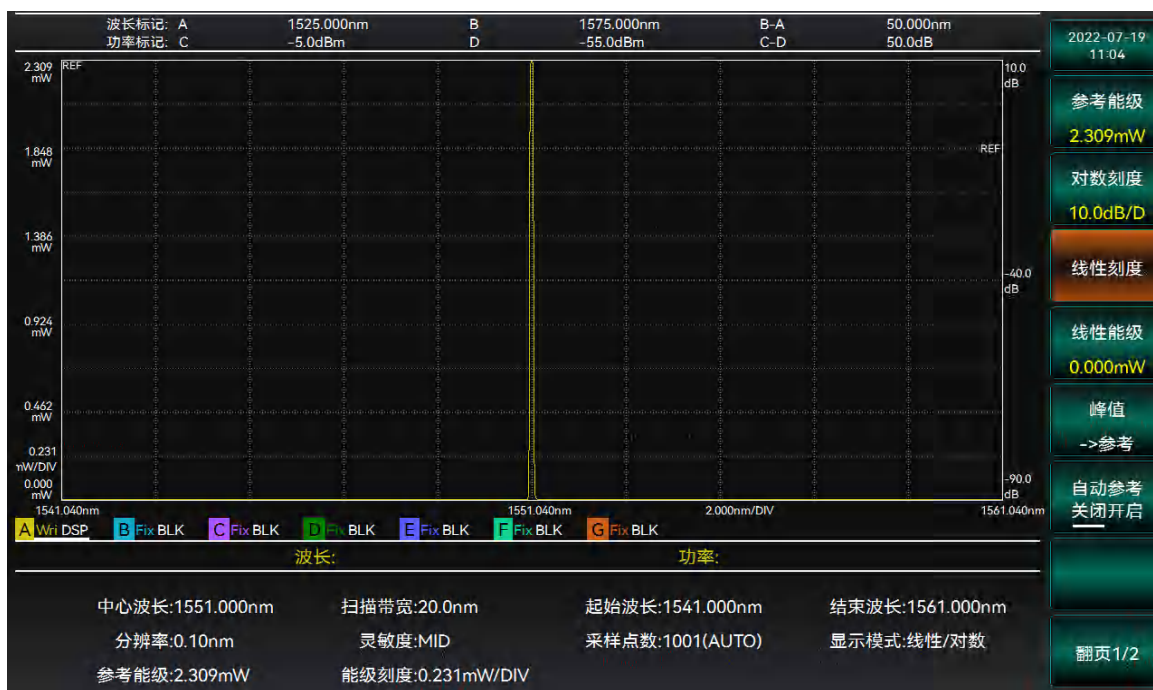 波长标记: A 1525.000nm B 1575.000nm B-A 50.000nm
功率标记: C -5.0dBm D -55.0dBm C-D 50.0dB
2022-07-19
11:04
参考能级
2.309mW
对数刻度
10.0dB/D
线性刻度
线性能级
0.000mW
峰值
->参考
自动参考
关闭开启
翻页1/2
2.309
mW
REF
1.848
mW
1.386
mW
0.924
mW
0.462
mW
0.231
mW/DIV
0.000
mW
10.0
dB
REF
-40.0
dB
-90.0
dB
1541.040nm 1551.040nm 2.000nm/DIV 1561.040nm
A Wri DSP B Fix BLK C Fix BLK D Fix BLK E Fix BLK F Fix BLK G Fix BLK
波长: 功率:
中心波长:1551.000nm 扫描带宽:20.0nm 起始波长:1541.000nm 结束波长:1561.000nm
分辨率:0.10nm 灵敏度:MID 采样点数:1001(AUTO) 显示模式:线性/对数
参考能级:2.309mW 能级刻度:0.231mW/DIV